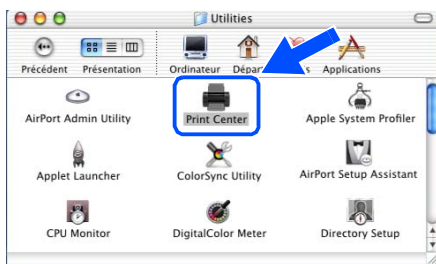 Utilities
Précédent Présentation Ordinateur Dépar s Applications
AirPort Admin Utility Print Center Apple System Profiler
Applet Launcher ColorSync Utility AirPort Setup Assistant
CPU Monitor DigitalColor Meter Directory Setup